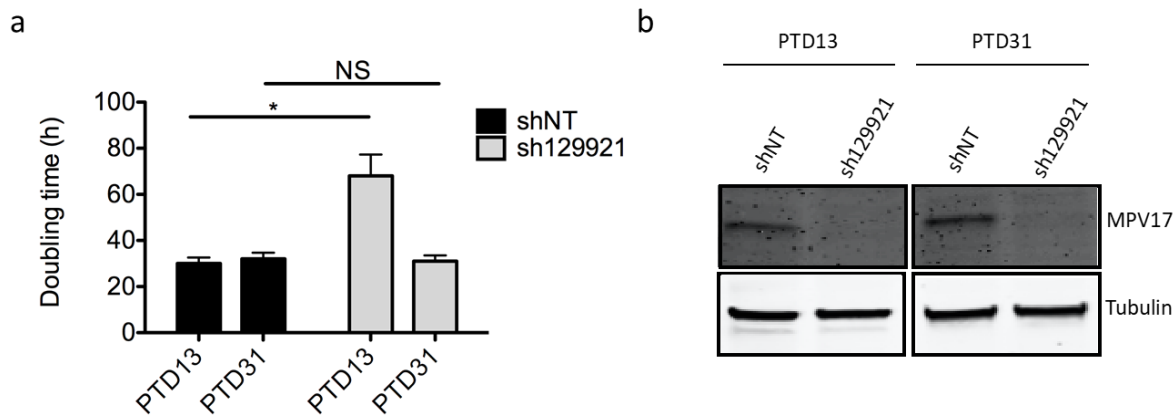 a
NS
*
100
80
60
40
20
0
Doubling time (h)
shNT
sh129921
PTD13
PTD31
PTD13
PTD31
b
PTD13
PTD31
shNT
sh129921
shNT
sh129921
MPV17
Tubulin